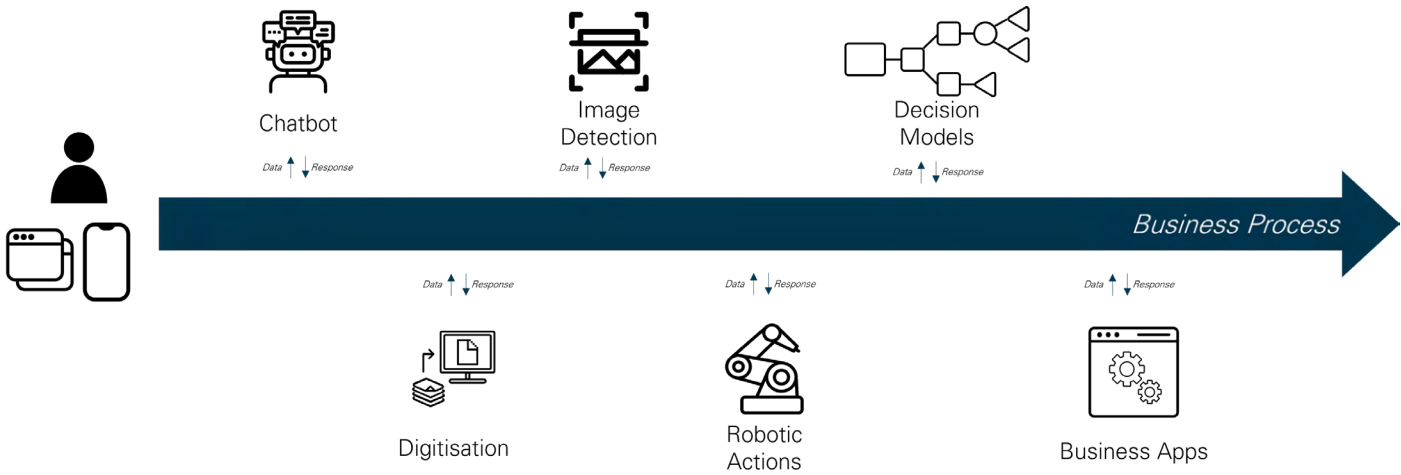 Chatbot
Image
Detection
Decision
Models
Data Response
Data Response
Data Response
Business Process
Data Response
Data Response
Data Response
Digitisation
Robotic
Actions
Business Apps